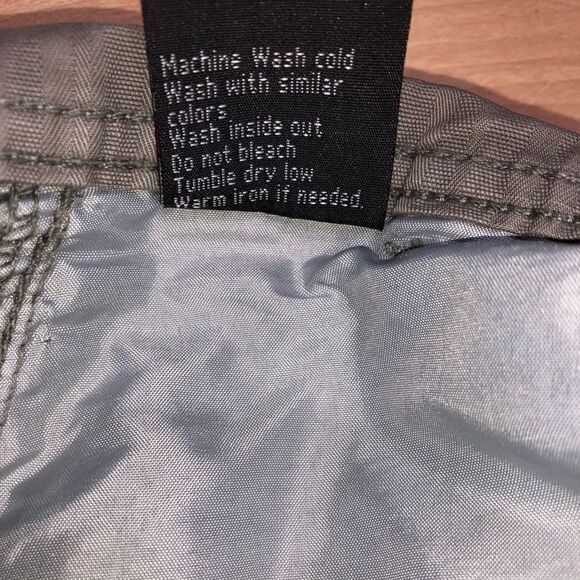 Machine Wash cold
Wash with similar
colors.
Wash inside out
Do not bleach
Tumble dry low
Warm iron if needed.